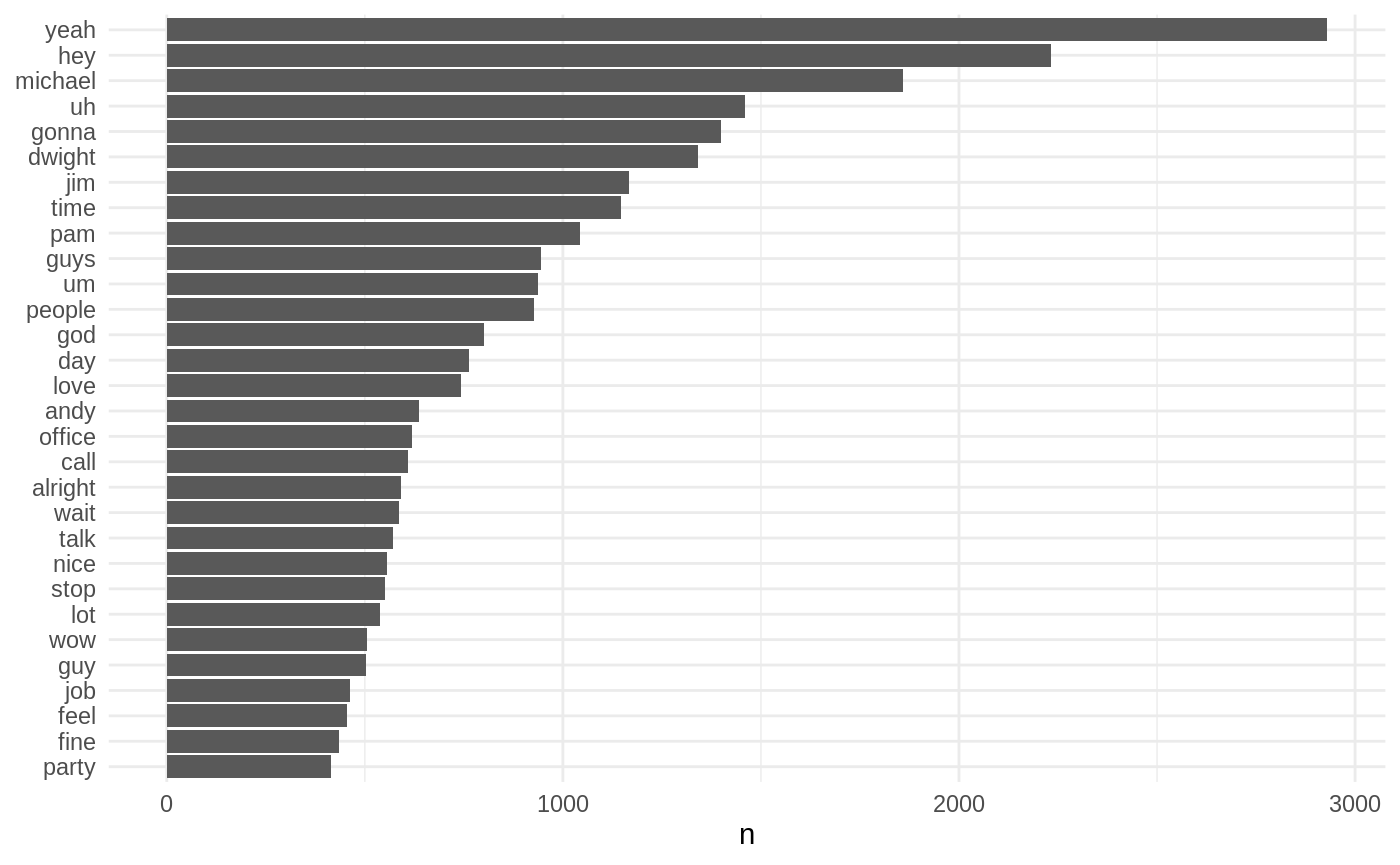 yeah
hey
michael
uh
gonna
dwight
jim
time
pam
guys
um
people
god
day
love
andy
office
call
alright
wait
talk
nice
stop
lot
wow
guy
job
feel
fine
party
0 1000 2000 3000
n